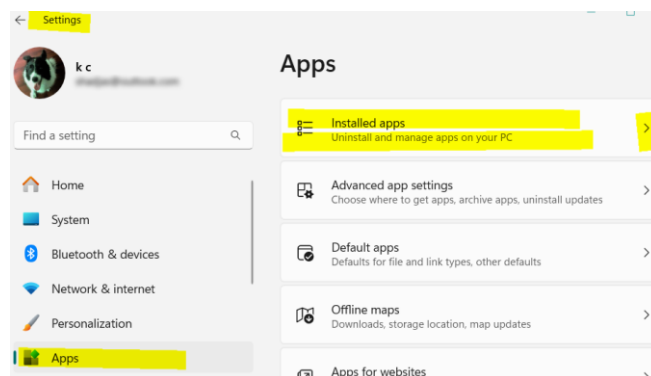 Settings
k c
Find a setting
Home
System
Bluetooth & devices
Network & internet
Personalization
Apps
Apps
Installed apps
Uninstall and manage apps on your PC
Advanced app settings
Choose where to get apps, archive apps, uninstall updates
Default apps
Defaults for file and link types, other defaults
Offline maps
Downloads, storage location, map updates
Apps for websites